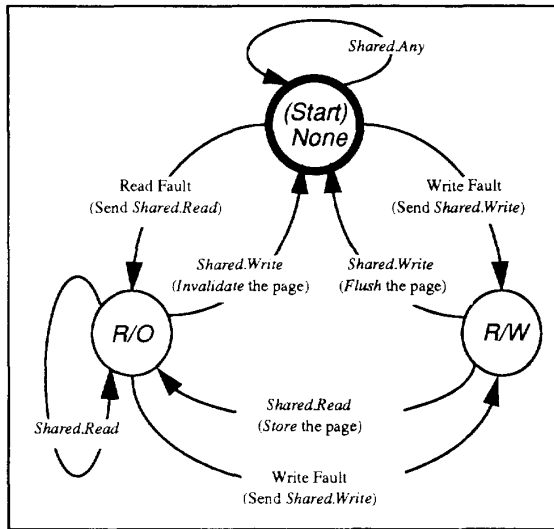 Shared.Any
(Start)
None
Read Fault
(Send Shared.Read)
Write Fault
(Send Shared.Write)
Shared.Write
(Invalidate the page)
Shared.Write
(Flush the page)
R/O
R/W
Shared.Read
Shared.Read
(Store the page)
Write Fault
(Send Shared.Write)